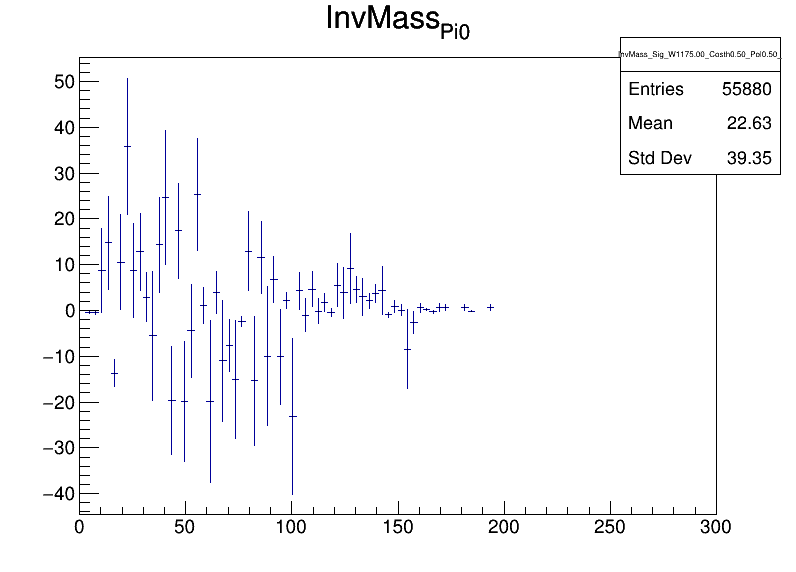 InvMass_Pi0
InvMass_Sig_W1175.00_Costh0.50_Pol0.50_
Entries 55880
Mean 22.63
Std Dev 39.35
50
40
30
20
10
0
−10
−20
−30
−40
0 50 100 150 200 250 300